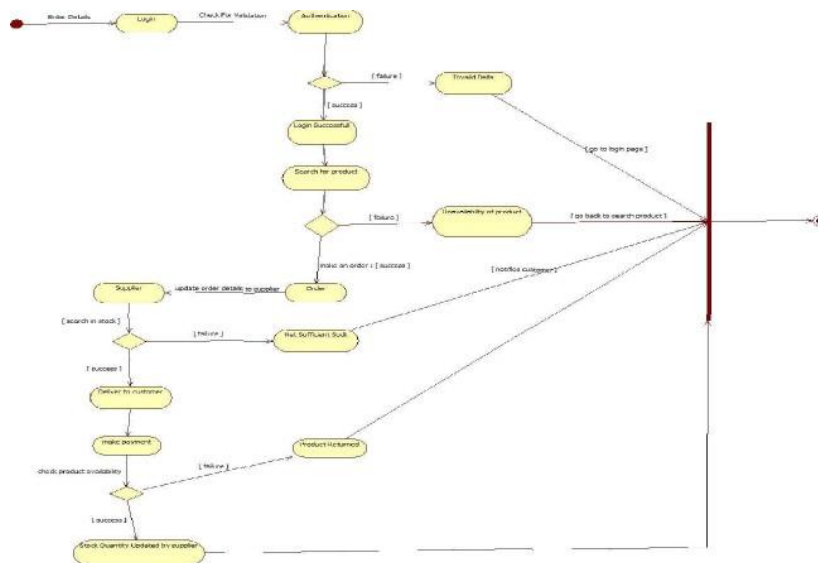 Enter Details
Login
Check For Validation
Authentication
[ failure ]
Invalid Data
[ success ]
Login Successfull
[ go to login page ]
Search for product
[failure ]
Unavailability of product
[ go back to search product ]
make an order : [ success ]
[ notifies customer ]
Supplier
update order details to supplier
Order
[ search in stock ]
[ failure ]
Not Sufficient Sock
[ success ]
Deliver to customer
make payment
Product Returned
check product availability
[ failure ]
[ success ]
Stock Quantity Updated by supplier